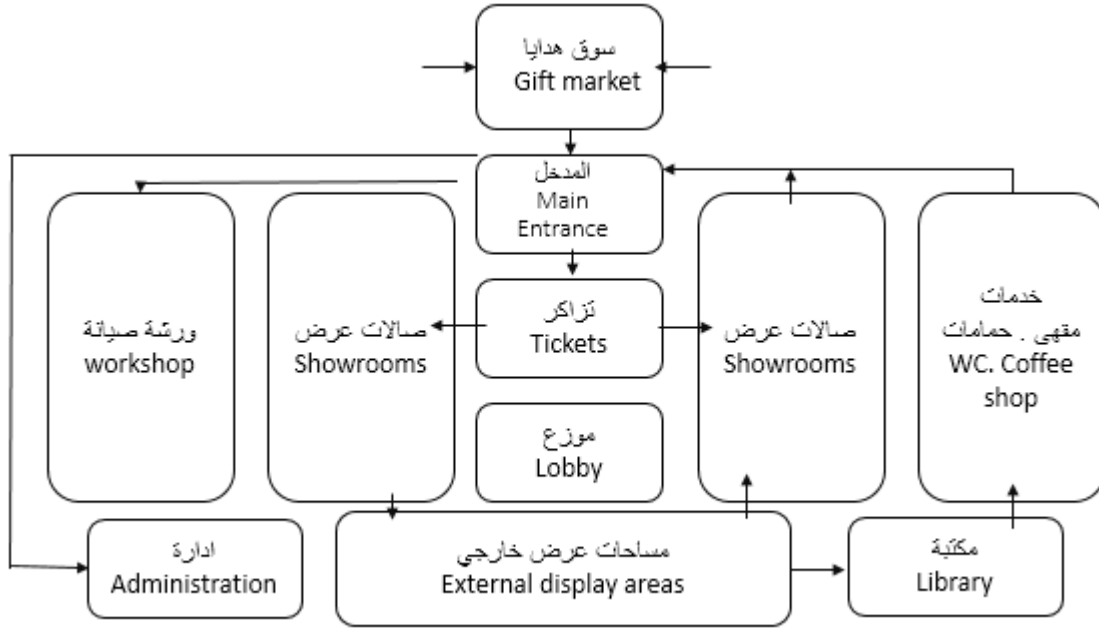 سوق هدايا
Gift market
المدخل
Main
Entrance
ورشة صيانة
workshop
صالات عرض
Showrooms
تزاكر
Tickets
صالات عرض
Showrooms
خدمات
مقهى . حمامات
WC. Coffee
shop
موزع
Lobby
ادارة
Administration
مساحات عرض خارجي
External display areas
مكتبة
Library